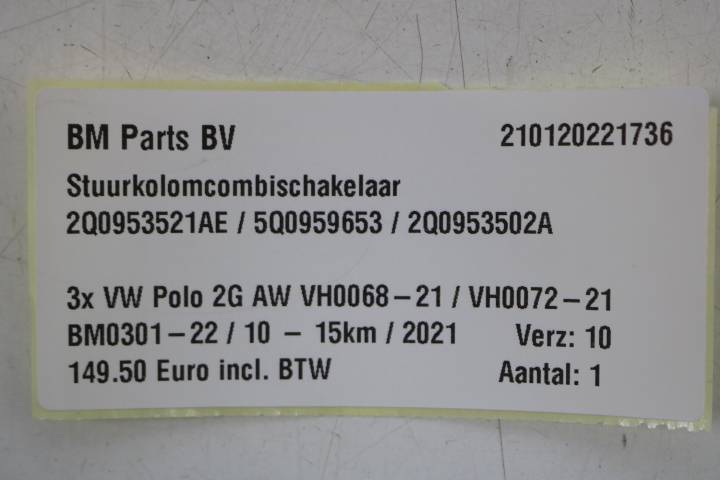 BM Parts BV 210120221736
Stuurkolomcombischakelaar
2Q0953521AE / 5Q0959653 / 2Q0953502A
3x VW Polo 2G AW VH0068-21 / VH0072-21
BM0301-22 / 10 - 15km / 2021 Verz: 10
149.50 Euro incl. BTW Aantal: 1